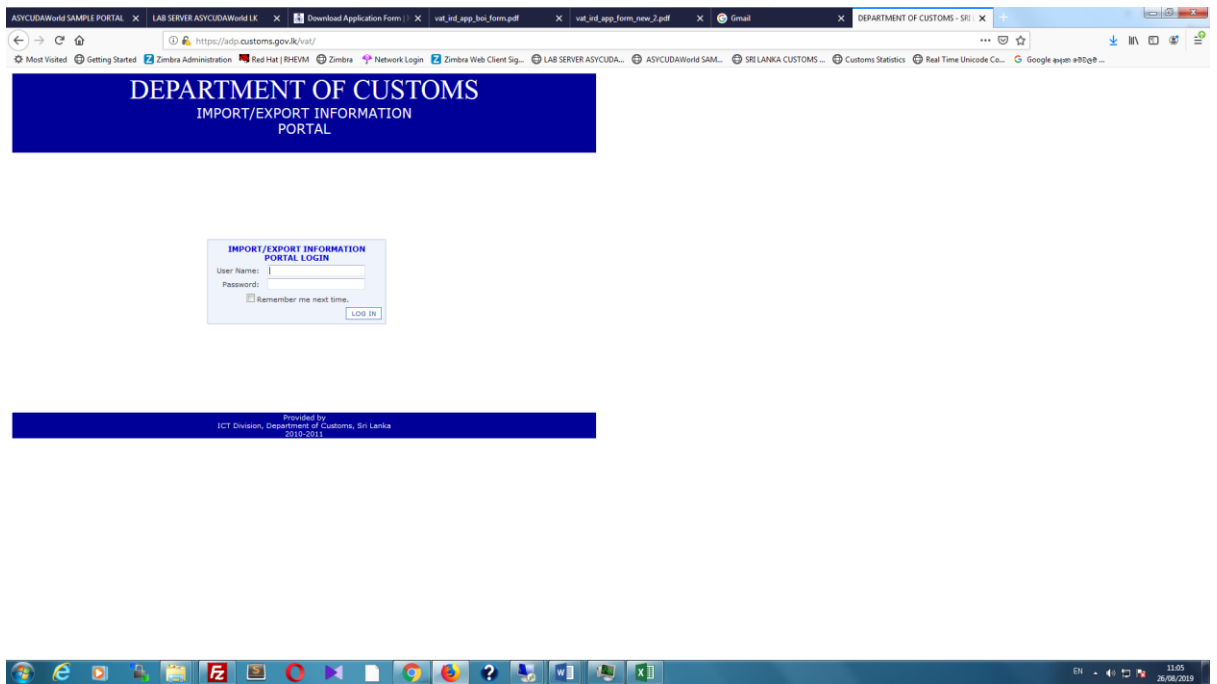 ASYCUDAWorld SAMPLE PORTAL
LAB SERVER ASYCUDAWorld LK
Download Application Form |
vat_ird_app_boi_form.pdf
vat_ird_app_form_new_2.pdf
Gmail
DEPARTMENT OF CUSTOMS - SRI
https://adp.customs.gov.lk/vat/
Most Visited
Getting Started
Zimbra Administration
Red Hat | RHEVM
Zimbra
Network Login
Zimbra Web Client Sig...
LAB SERVER ASYCUDA...
ASYCUDAWorld SAM...
SRI LANKA CUSTOMS ...
Customs Statistics
Real Time Unicode Co...
Google
DEPARTMENT OF CUSTOMS
IMPORT/EXPORT INFORMATION
PORTAL
IMPORT/EXPORT INFORMATION
PORTAL LOGIN
User Name:
Password:
Remember me next time.
LOG IN
Provided by
ICT Division, Department of Customs, Sri Lanka
2010-2011
EN
11:05
26/08/2019